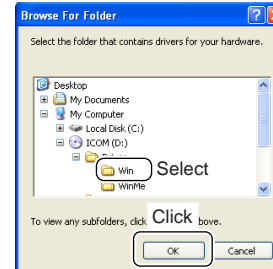 Browse For Folder
Select the folder that contains drivers for your hardware.
Desktop
My Documents
My Computer
Local Disk (C:)
ICOM (D:)
Win
Select
WinMe
Click
To view any subfolders, click bove.
OK
Cancel